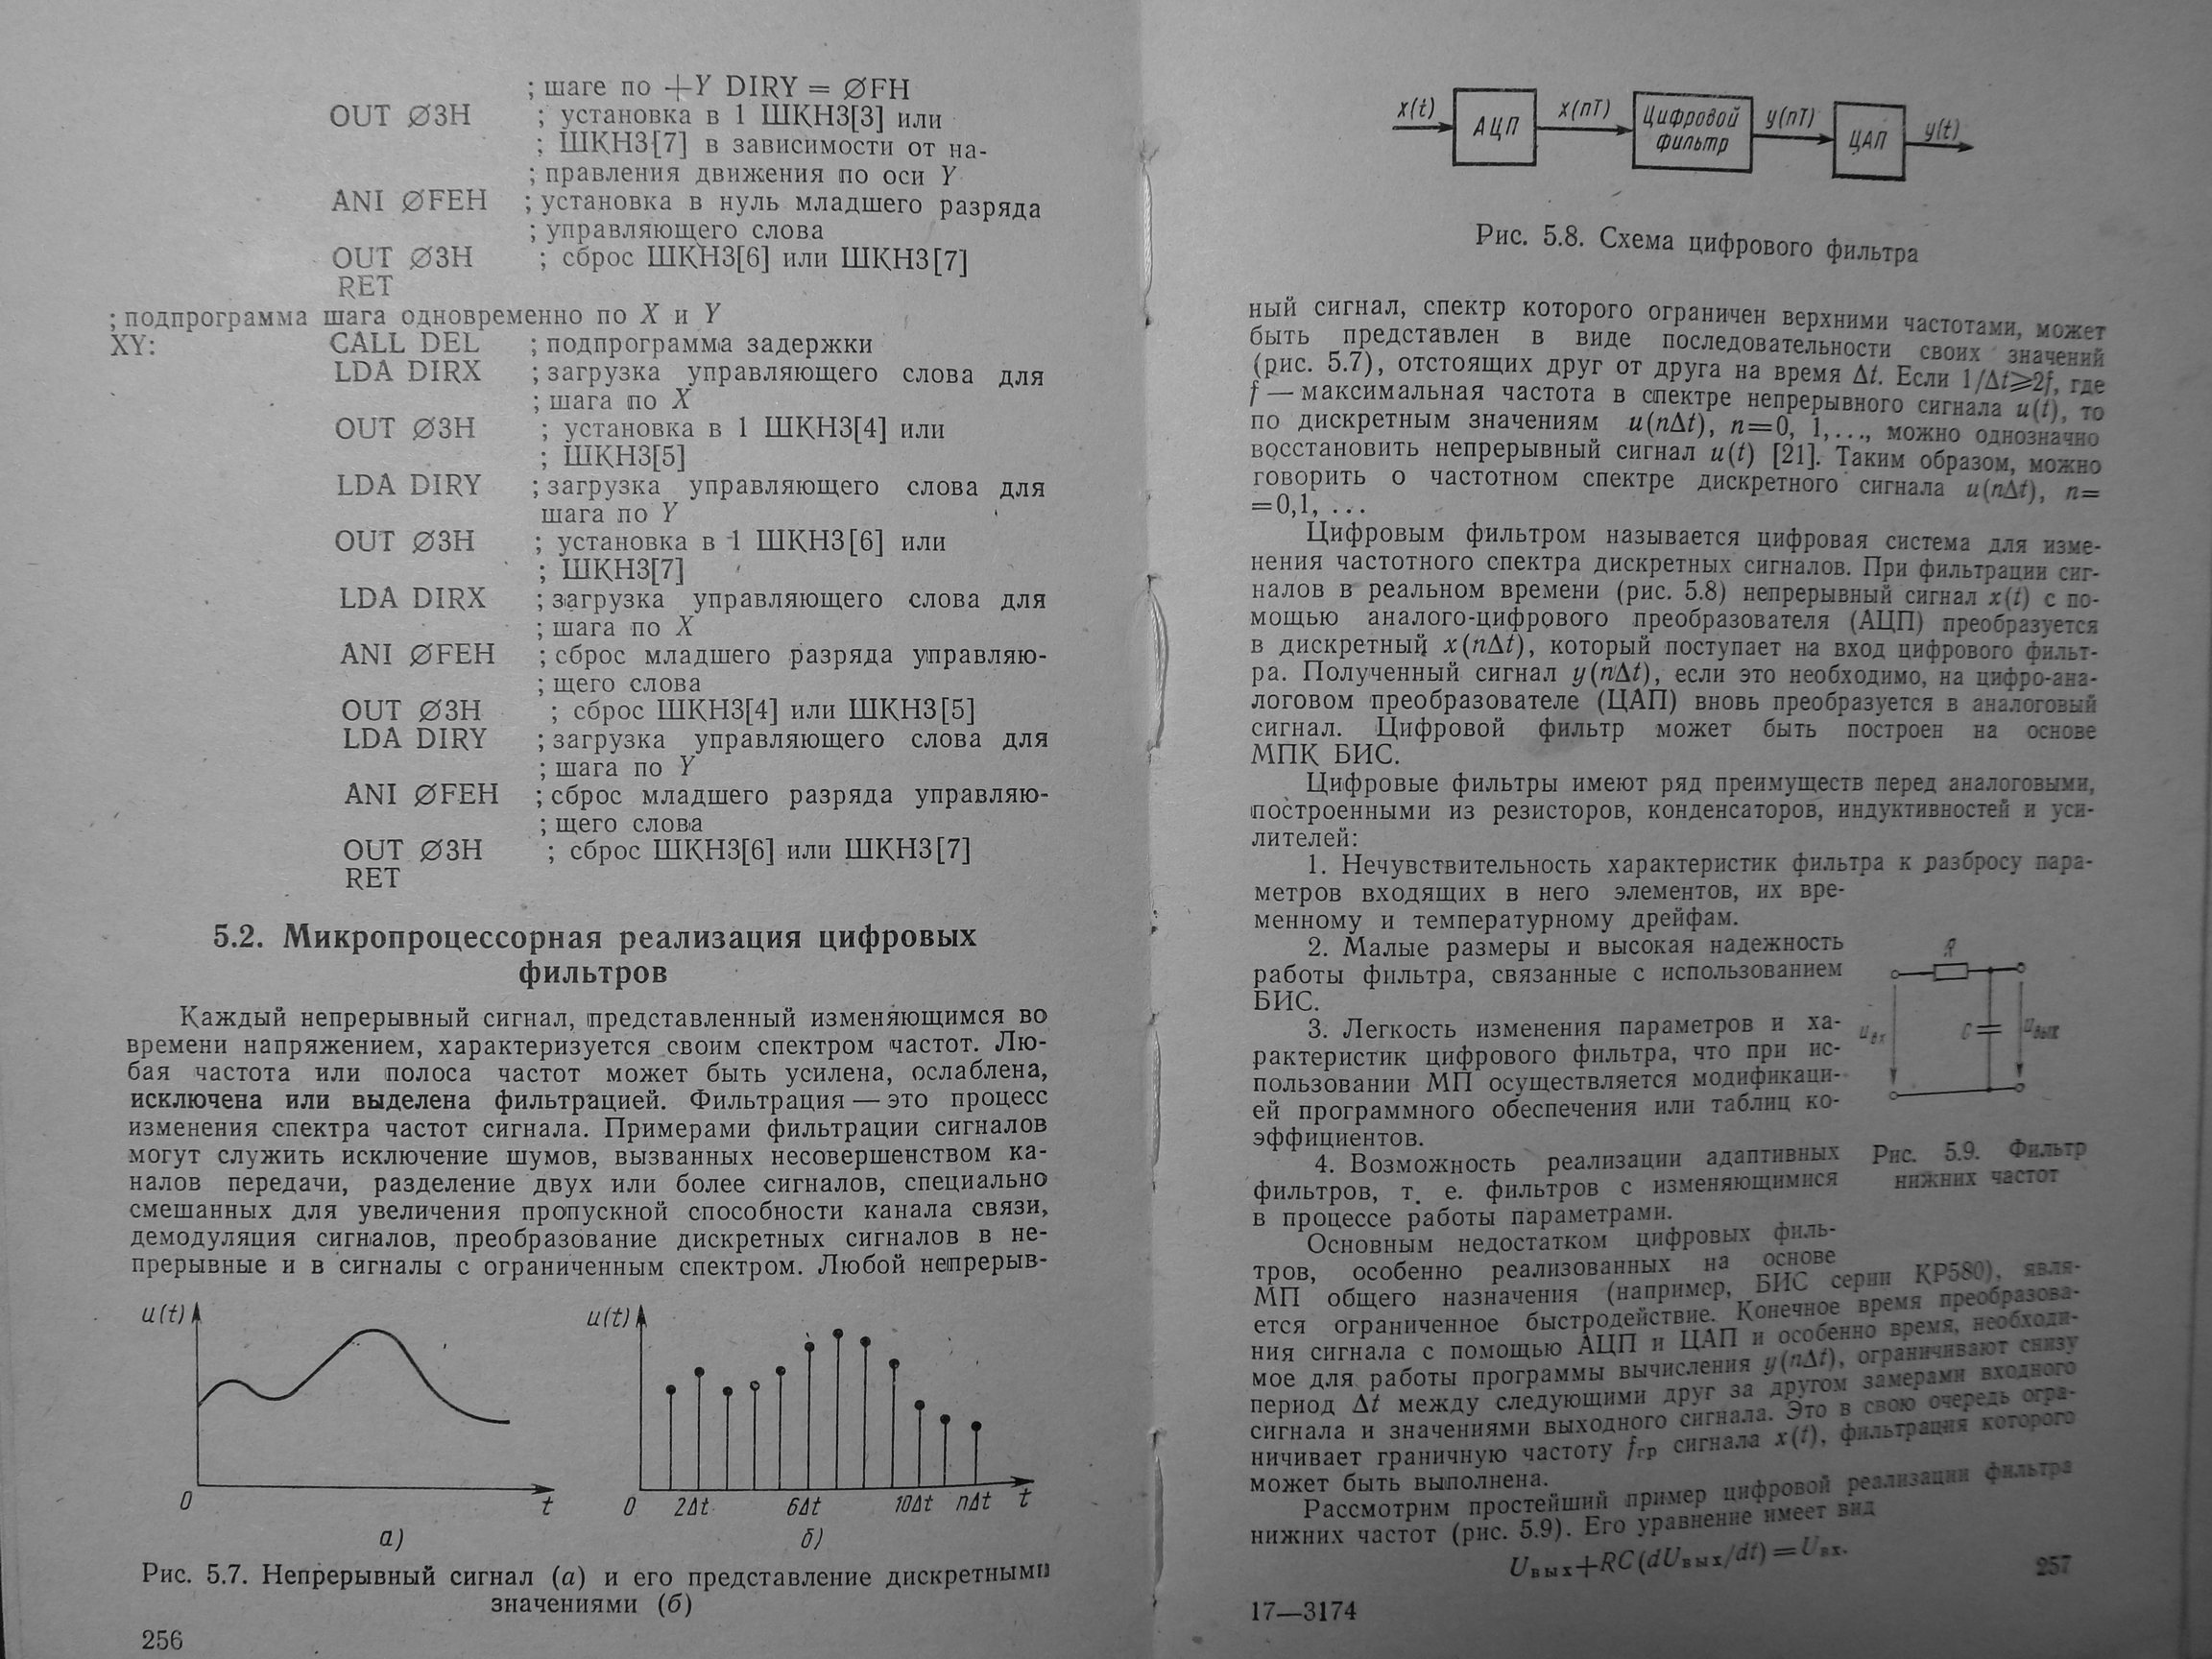 ; шаге по +Y DIRY = ØFH
OUT Ø3H ; установка в 1 ШКН3[3] или
; ШКН3[7] в зависимости от на-
; правления движения по оси Y
ANI ØFEH ; установка в нуль младшего разряда
; управляющего слова
OUT Ø3H ; сброс ШКН3[6] или ШКН3[7]
RET
; подпрограмма шага одновременно по X и Y
XY: CALL DEL ; подпрограмма задержки
LDA DIRX ; загрузка управляющего слова для
; шага по X
OUT Ø3H ; установка в 1 ШКН3[4] или
; ШКН3[5]
LDA DIRY ; загрузка управляющего слова для
шага по Y
OUT Ø3H ; установка в 1 ШКН3[6] или
; ШКН3[7]
LDA DIRX ; загрузка управляющего слова для
; шага по X
ANI ØFEH ; сброс младшего разряда управляю-
; щего слова
OUT Ø3H ; сброс ШКН3[4] или ШКН3[5]
LDA DIRY ; загрузка управляющего слова для
; шага по Y
ANI ØFEH ; сброс младшего разряда управляю-
; щего слова
OUT Ø3H ; сброс ШКН3[6] или ШКН3[7]
RET
5.2. Микропроцессорная реализация цифровых
фильтров
Каждый непрерывный сигнал, представленный изменяющимся во
времени напряжением, характеризуется своим спектром частот. Лю-
бая частота или полоса частот может быть усилена, ослаблена,
исключена или выделена фильтрацией. Фильтрация — это процесс
изменения спектра частот сигнала. Примерами фильтрации сигналов
могут служить исключение шумов, вызванных несовершенством ка-
налов передачи, разделение двух или более сигналов, специально
смешанных для увеличения пропускной способности канала связи,
демодуляция сигналов, преобразование дискретных сигналов в не-
прерывные и в сигналы с ограниченным спектром. Любой непрерыв-
u(t)
0
t
а)
u(t)
0 2Δt 6Δt 10Δt nΔt t
б)
Рис. 5.7. Непрерывный сигнал (а) и его представление дискретными
значениями (б)
256
x(t) АЦП x(nT) Цифровой фильтр y(nT) ЦАП y(t)
Рис. 5.8. Схема цифрового фильтра
ный сигнал, спектр которого ограничен верхними частотами, может
быть представлен в виде последовательности своих значений
(рис. 5.7), отстоящих друг от друга на время Δt. Если 1/Δt⩾2f, где
f — максимальная частота в спектре непрерывного сигнала u(t), то
по дискретным значениям u(nΔt), n=0, 1,..., можно однозначно
восстановить непрерывный сигнал u(t) [21]. Таким образом, можно
говорить о частотном спектре дискретного сигнала u(nΔt), n=
=0,1, ...
Цифровым фильтром называется цифровая система для изме-
нения частотного спектра дискретных сигналов. При фильтрации сиг-
налов в реальном времени (рис. 5.8) непрерывный сигнал x(t) с по-
мощью аналого-цифрового преобразователя (АЦП) преобразуется
в дискретный x(nΔt), который поступает на вход цифрового фильт-
ра. Полученный сигнал y(nΔt), если это необходимо, на цифро-ана-
логовом преобразователе (ЦАП) вновь преобразуется в аналоговый
сигнал. Цифровой фильтр может быть построен на основе
МПК БИС.
Цифровые фильтры имеют ряд преимуществ перед аналоговыми,
построенными из резисторов, конденсаторов, индуктивностей и уси-
лителей:
1. Нечувствительность характеристик фильтра к разбросу пара-
метров входящих в него элементов, их вре-
менному и температурному дрейфам.
2. Малые размеры и высокая надежность
работы фильтра, связанные с использованием
БИС.
3. Легкость изменения параметров и ха-
рактеристик цифрового фильтра, что при ис-
пользовании МП осуществляется модификаци-
ей программного обеспечения или таблиц ко-
эффициентов.
4. Возможность реализации адаптивных
фильтров, т. е. фильтров с изменяющимися
в процессе работы параметрами.
R
uвх
C
uвых
Рис. 5.9. Фильтр
нижних частот
Основным недостатком цифровых филь-
тров, особенно реализованных на основе
МП общего назначения (например, БИС серии КР580), явля-
ется ограниченное быстродействие. Конечное время преобразова-
ния сигнала с помощью АЦП и ЦАП и особенно время, необходи-
мое для работы программы вычисления y(nΔt), ограничивают снизу
период Δt между следующими друг за другом замерами входного
сигнала и значениями выходного сигнала. Это в свою очередь огра-
ничивает граничную частоту fгр сигнала x(t), фильтрация которого
может быть выполнена.
Рассмотрим простейший пример цифровой реализации фильтра
нижних частот (рис. 5.9). Его уравнение имеет вид
Uвых+RC(dUвых/dt)=Uвх.
17—3174
257